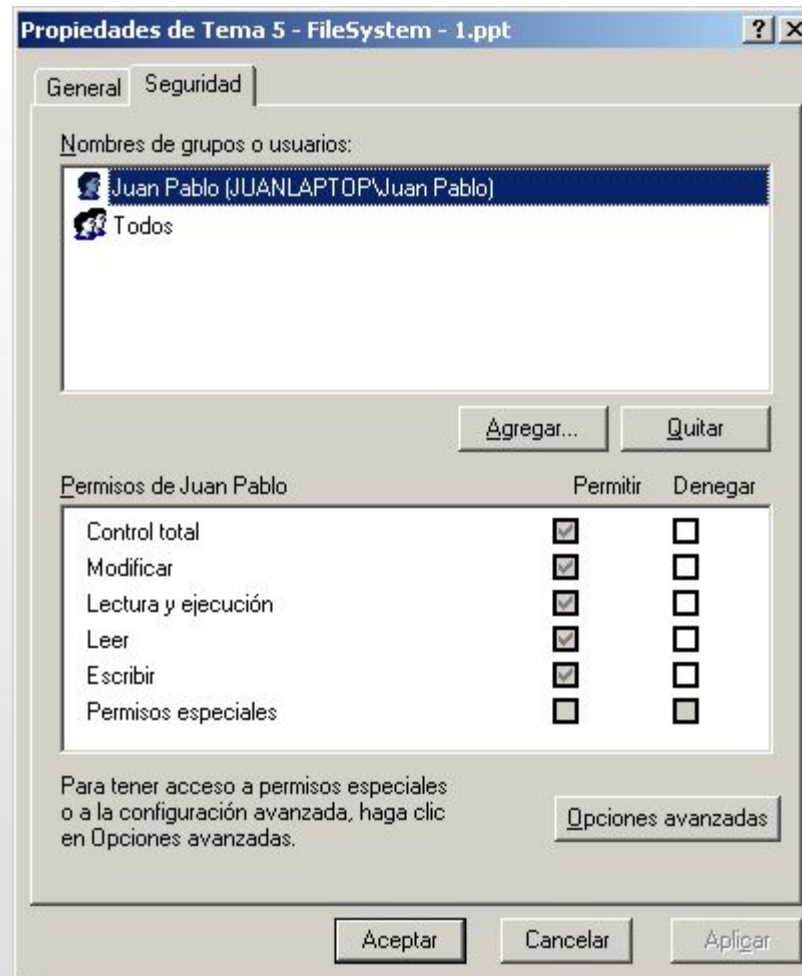 Propiedades de Tema 5 - FileSystem - 1.ppt
General Seguridad
Nombres de grupos o usuarios:
Juan Pablo (JUANLAPTOP\Juan Pablo)
Todos
Agregar... Quitar
Permisos de Juan Pablo Permitir Denegar
Control total
Modificar
Lectura y ejecución
Leer
Escribir
Permisos especiales
Para tener acceso a permisos especiales
o a la configuración avanzada, haga clic
en Opciones avanzadas.
Opciones avanzadas
Aceptar Cancelar Aplicar